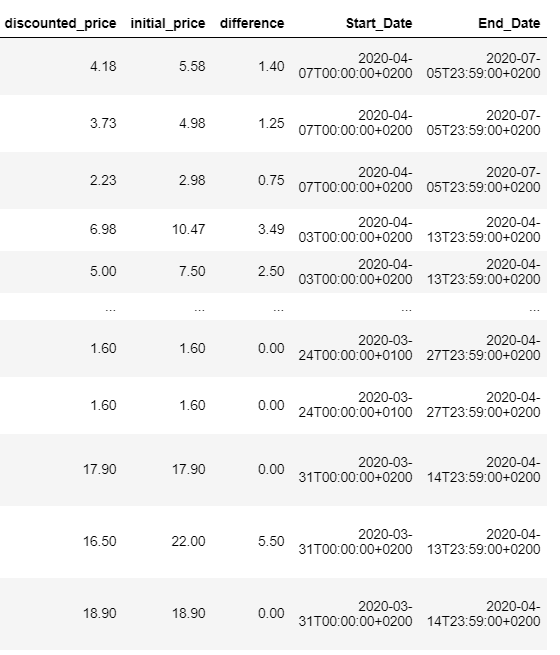 discounted_price initial_price difference Start_Date End_Date
4.18 5.58 1.40 2020-04-07T00:00:00+0200 2020-07-05T23:59:00+0200
3.73 4.98 1.25 2020-04-07T00:00:00+0200 2020-07-05T23:59:00+0200
2.23 2.98 0.75 2020-04-07T00:00:00+0200 2020-07-05T23:59:00+0200
6.98 10.47 3.49 2020-04-03T00:00:00+0200 2020-04-13T23:59:00+0200
5.00 7.50 2.50 2020-04-03T00:00:00+0200 2020-04-13T23:59:00+0200
... ... ... ... ...
1.60 1.60 0.00 2020-03-24T00:00:00+0100 2020-04-27T23:59:00+0200
1.60 1.60 0.00 2020-03-24T00:00:00+0100 2020-04-27T23:59:00+0200
17.90 17.90 0.00 2020-03-31T00:00:00+0200 2020-04-14T23:59:00+0200
16.50 22.00 5.50 2020-03-31T00:00:00+0200 2020-04-13T23:59:00+0200
18.90 18.90 0.00 2020-03-31T00:00:00+0200 2020-04-14T23:59:00+0200